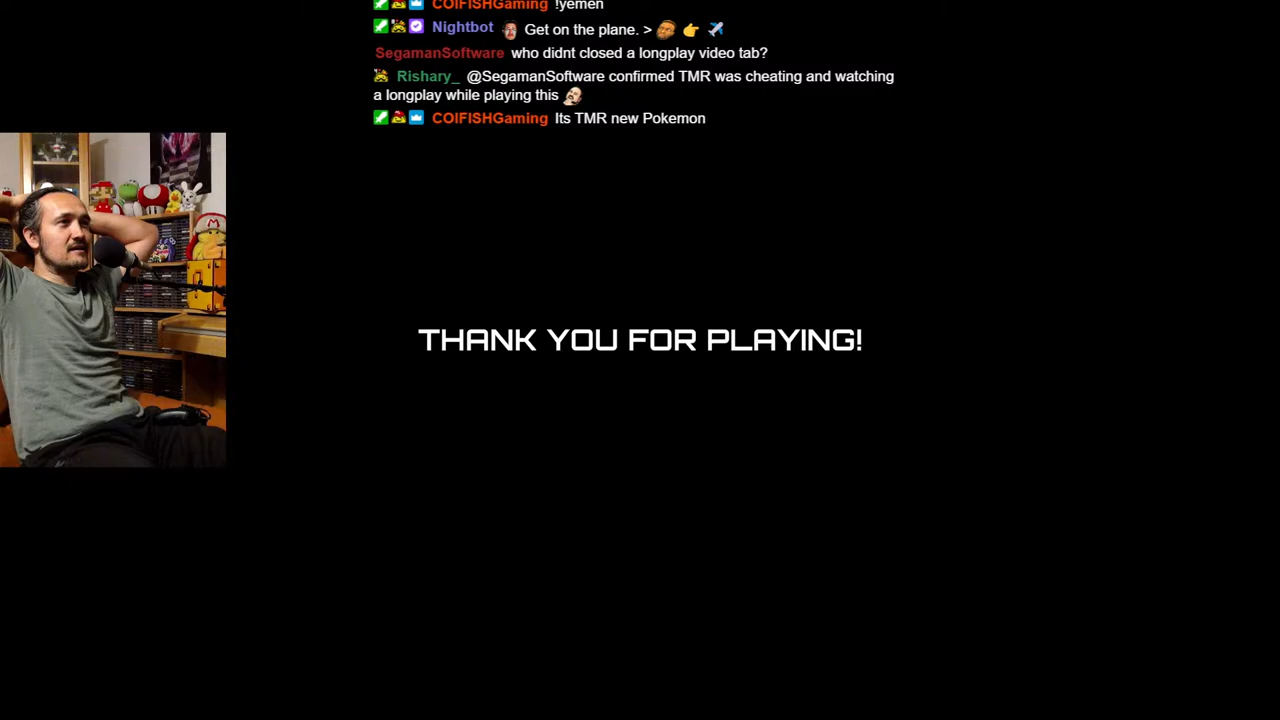 COIFISHGaming !yemen
Nightbot Get on the plane. >
SegamanSoftware who didnt closed a longplay video tab?
Rishary_ @SegamanSoftware confirmed TMR was cheating and watching
a longplay while playing this
COIFISHGaming Its TMR new Pokemon
THANK YOU FOR PLAYING!